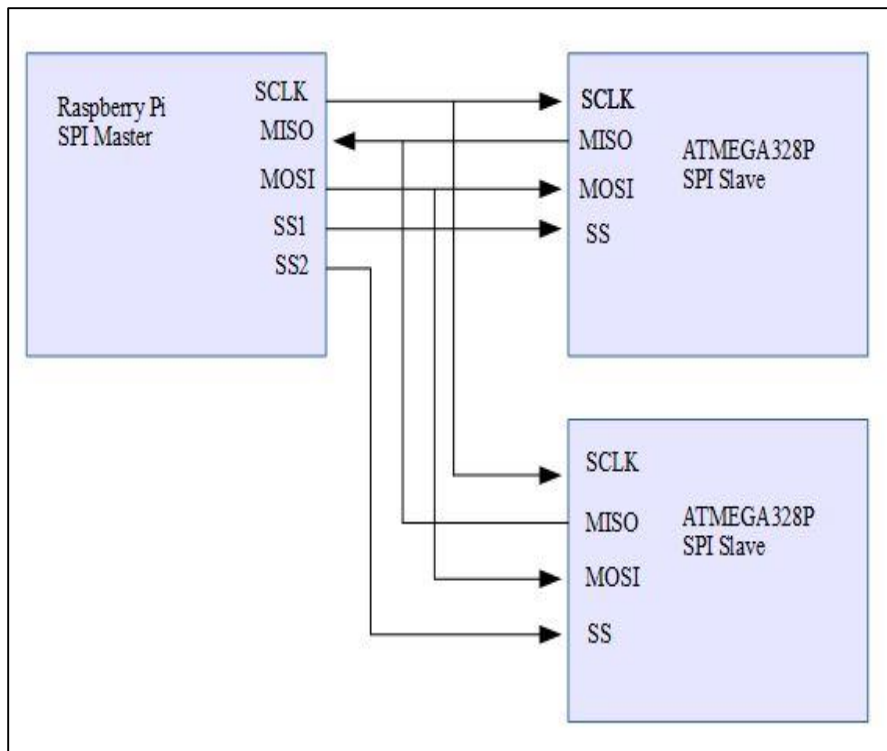 Raspberry Pi
SPI Master
SCLK
MISO
MOSI
SS1
SS2
SCLK
MISO
MOSI
SS
ATMEGA328P
SPI Slave
SCLK
MISO
MOSI
SS
ATMEGA328P
SPI Slave